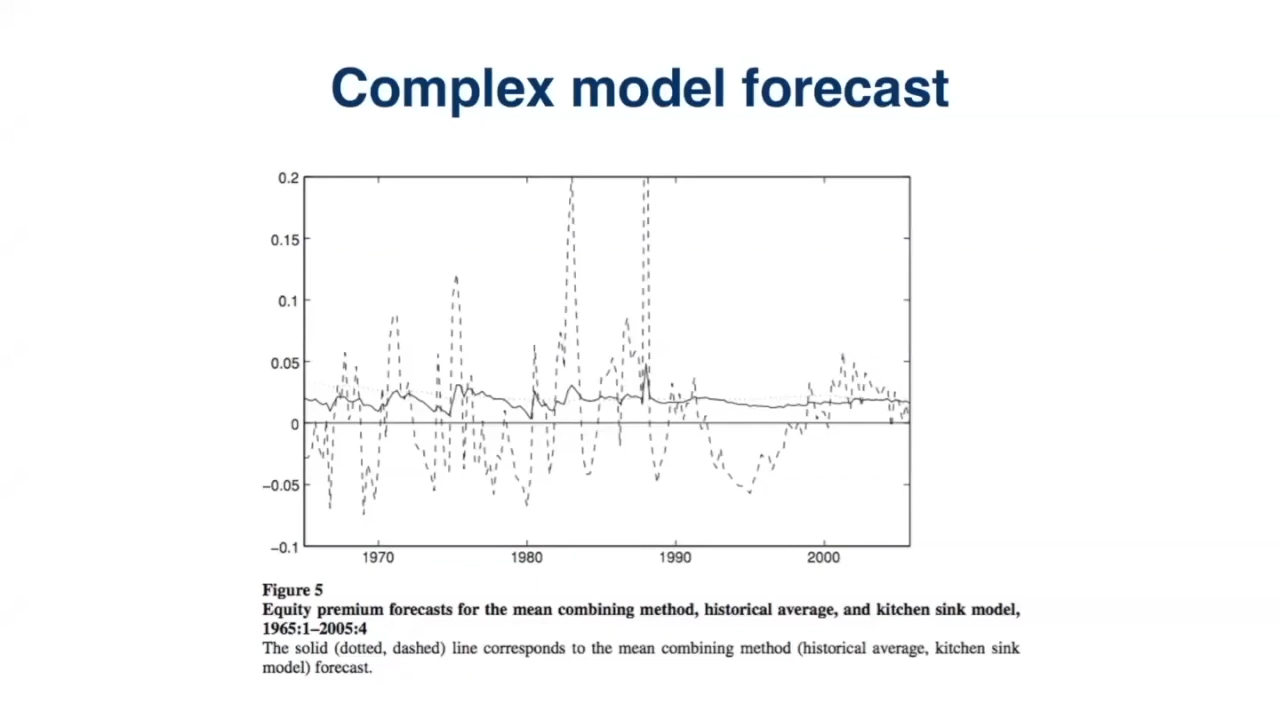 Complex model forecast
0.2
0.15
0.1
0.05
0
−0.05
−0.1
1970 1980 1990 2000
Figure 5
Equity premium forecasts for the mean combining method, historical average, and kitchen sink model,
1965:1–2005:4
The solid (dotted, dashed) line corresponds to the mean combining method (historical average, kitchen sink
model) forecast.